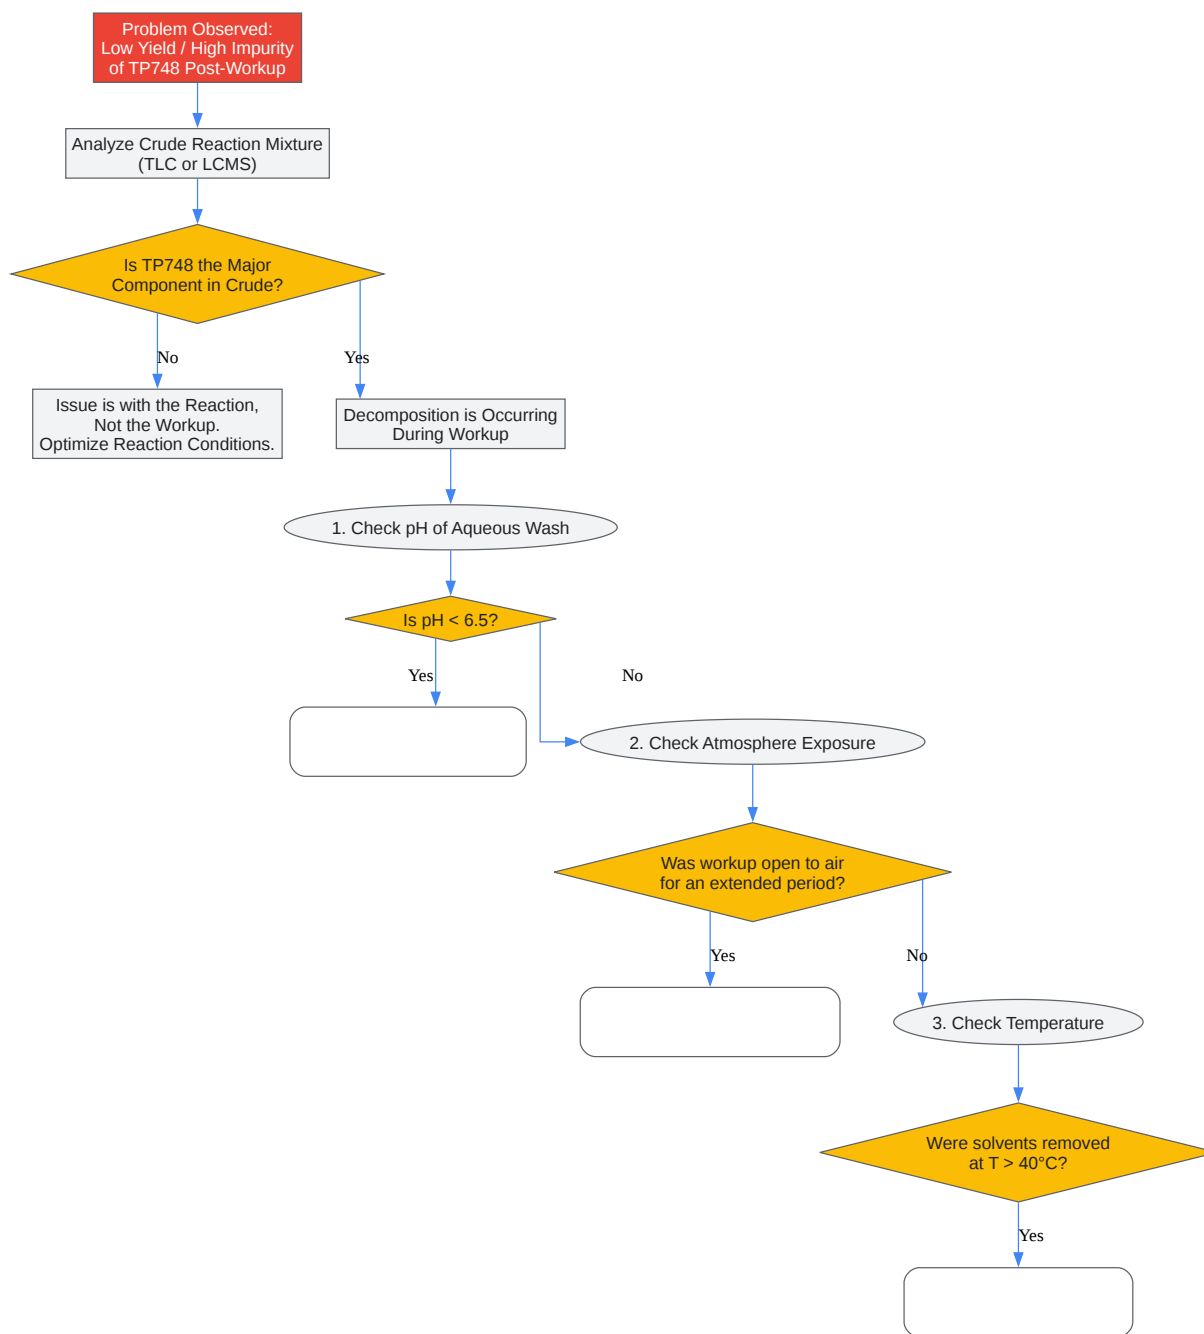 Problem Observed:
Low Yield / High Impurity
of TP748 Post-Workup
Analyze Crude Reaction Mixture
(TLC or LCMS)
Is TP748 the Major
Component in Crude?
No
Yes
Issue is with the Reaction,
Not the Workup.
Optimize Reaction Conditions.
Decomposition is Occurring
During Workup
1. Check pH of Aqueous Wash
Is pH < 6.5?
Yes
No
2. Check Atmosphere Exposure
Was workup open to air
for an extended period?
Yes
No
3. Check Temperature
Were solvents removed
at T > 40°C?
Yes